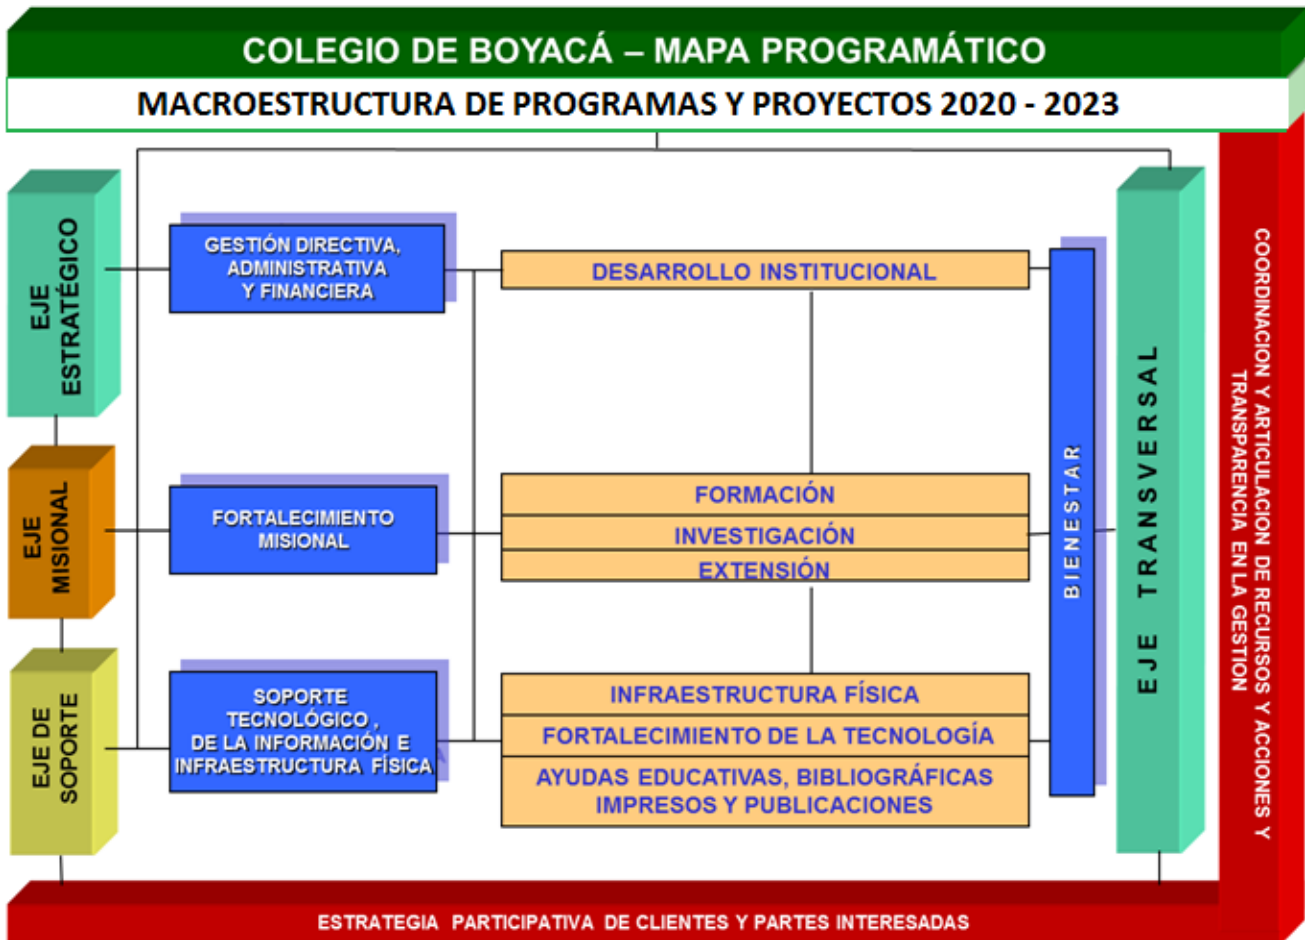 COLEGIO DE BOYACÁ – MAPA PROGRAMÁTICO
MACROESTRUCTURA DE PROGRAMAS Y PROYECTOS 2020 - 2023
EJE
ESTRATÉGICO
GESTIÓN DIRECTIVA,
ADMINISTRATIVA
Y FINANCIERA
DESARROLLO INSTITUCIONAL
EJE
MISIONAL
FORTALECIMIENTO
MISIONAL
FORMACIÓN
INVESTIGACIÓN
EXTENSIÓN
EJE DE
SOPORTE
SOPORTE
TECNOLÓGICO ,
DE LA INFORMACIÓN E
INFRAESTRUCTURA FÍSICA
INFRAESTRUCTURA FÍSICA
FORTALECIMIENTO DE LA TECNOLOGÍA
AYUDAS EDUCATIVAS, BIBLIOGRÁFICAS
IMPRESOS Y PUBLICACIONES
BIENESTAR
EJE TRANSVERSAL
COORDINACION Y ARTICULACION DE RECURSOS Y ACCIONES Y
TRANSPARENCIA EN LA GESTION
ESTRATEGIA PARTICIPATIVA DE CLIENTES Y PARTES INTERESADAS